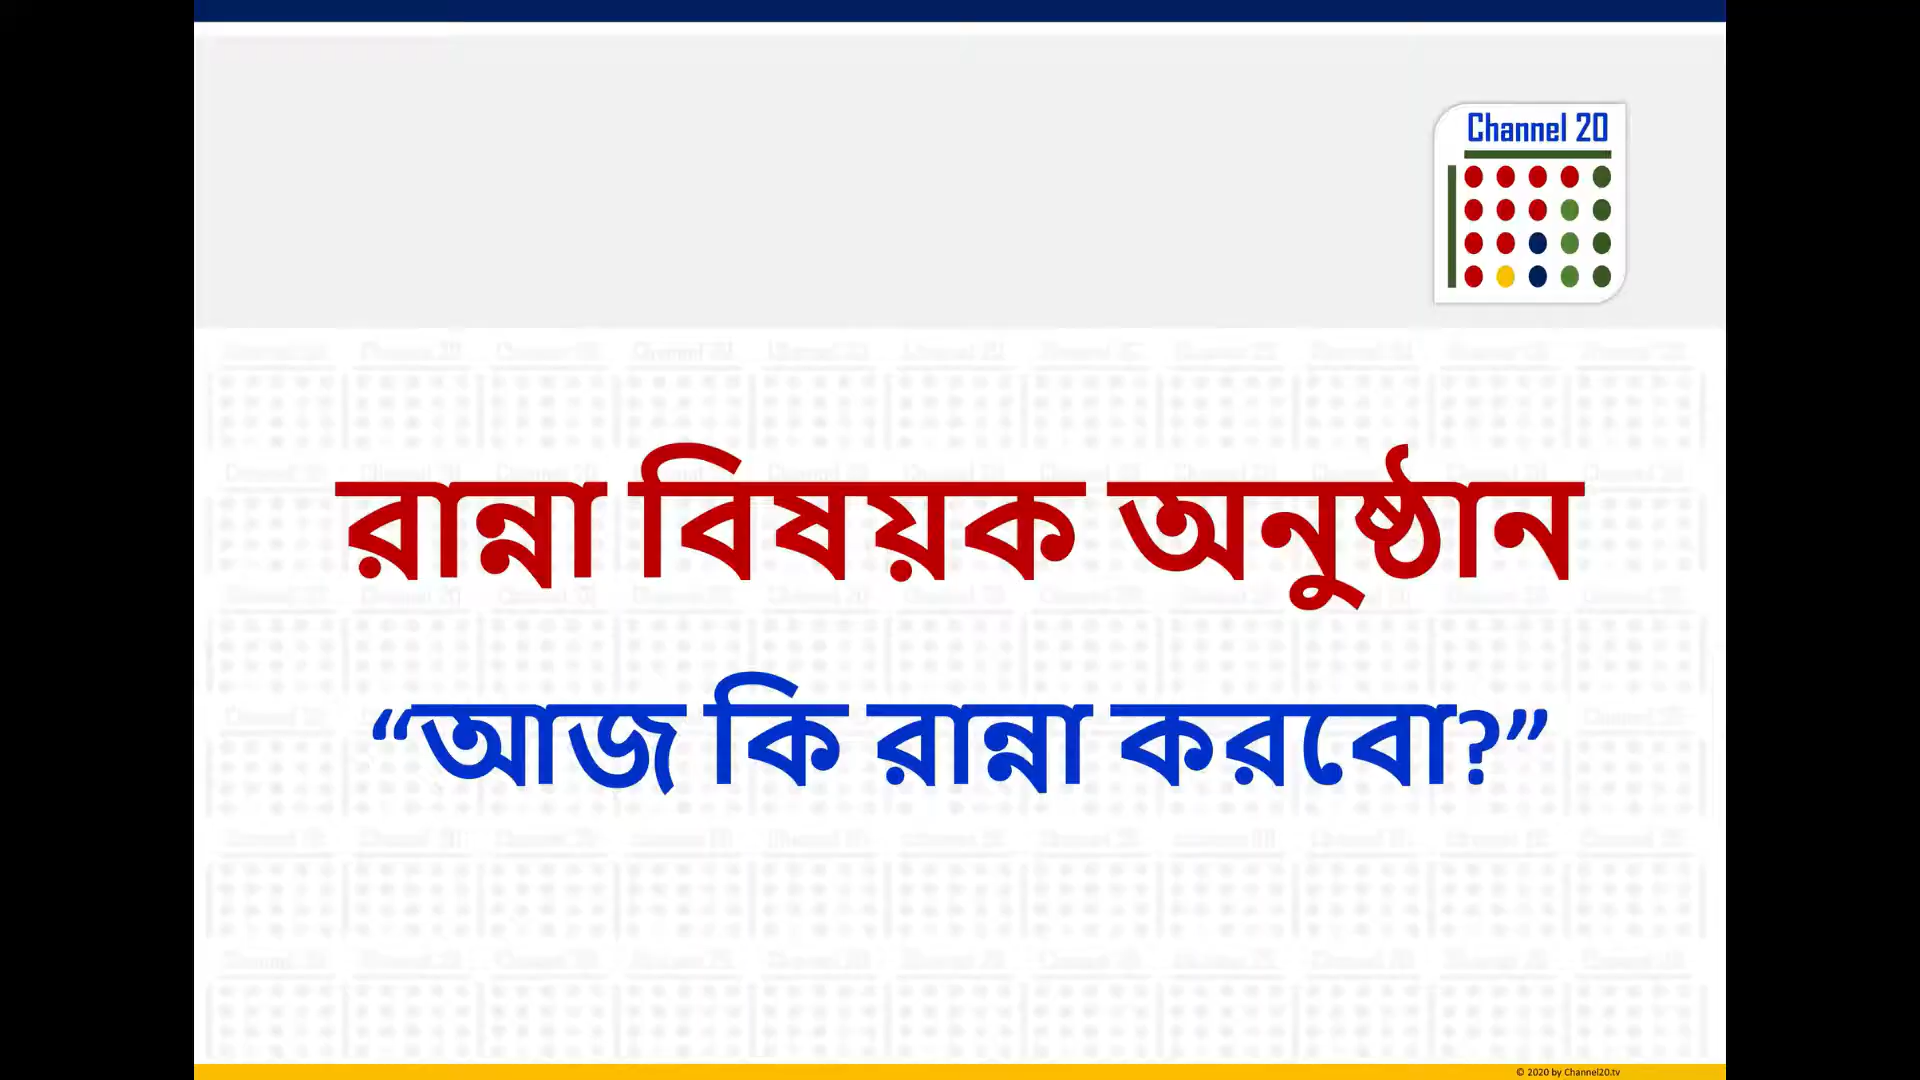 Channel 20
রান্না বিষয়ক অনুষ্ঠান
“আজ কি রান্না করবো?”
© 2020 by Channel20.tv